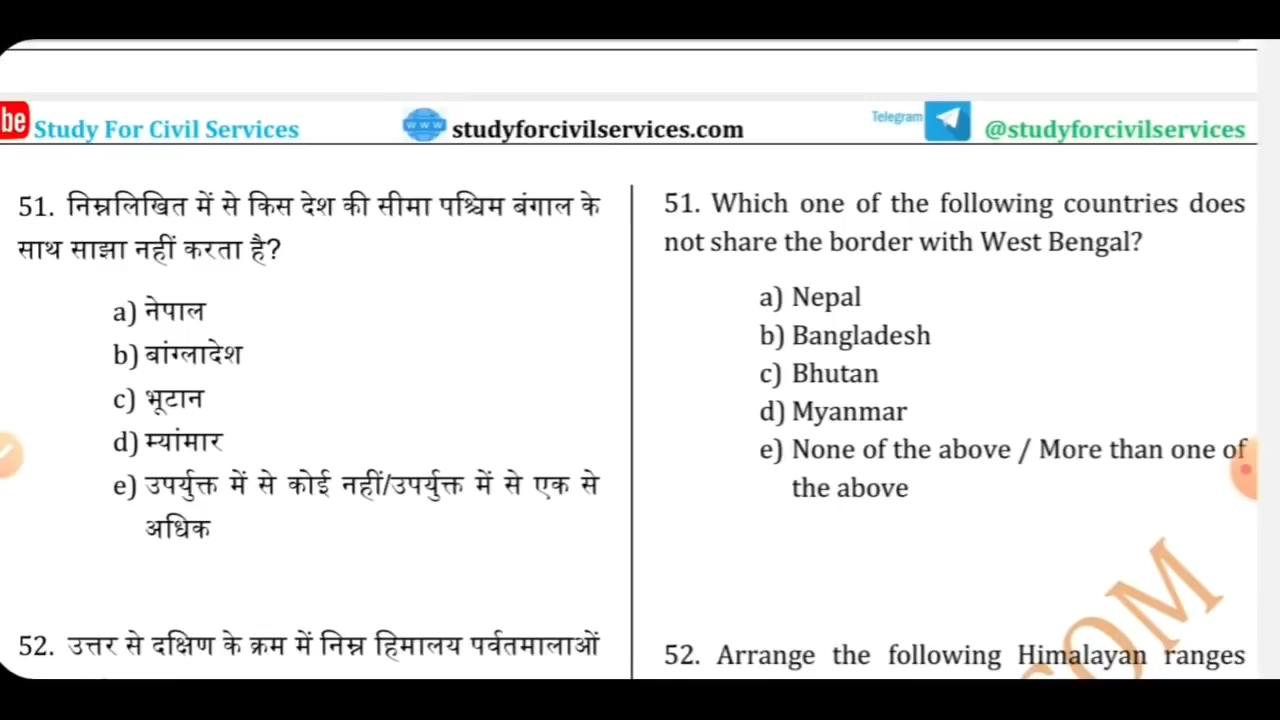 be Study For Civil Services
www studyforcivilservices.com
Telegram @studyforcivilservices
51. निम्नलिखित में से किस देश की सीमा पश्चिम बंगाल के
साथ साझा नहीं करता है?
a) नेपाल
b) बांग्लादेश
c) भूटान
d) म्यांमार
e) उपर्युक्त में से कोई नहीं/उपर्युक्त में से एक से
अधिक
52. उत्तर से दक्षिण के क्रम में निम्न हिमालय पर्वतमालाओं
51. Which one of the following countries does
not share the border with West Bengal?
a) Nepal
b) Bangladesh
c) Bhutan
d) Myanmar
e) None of the above / More than one of
the above
COM
52. Arrange the following Himalayan ranges